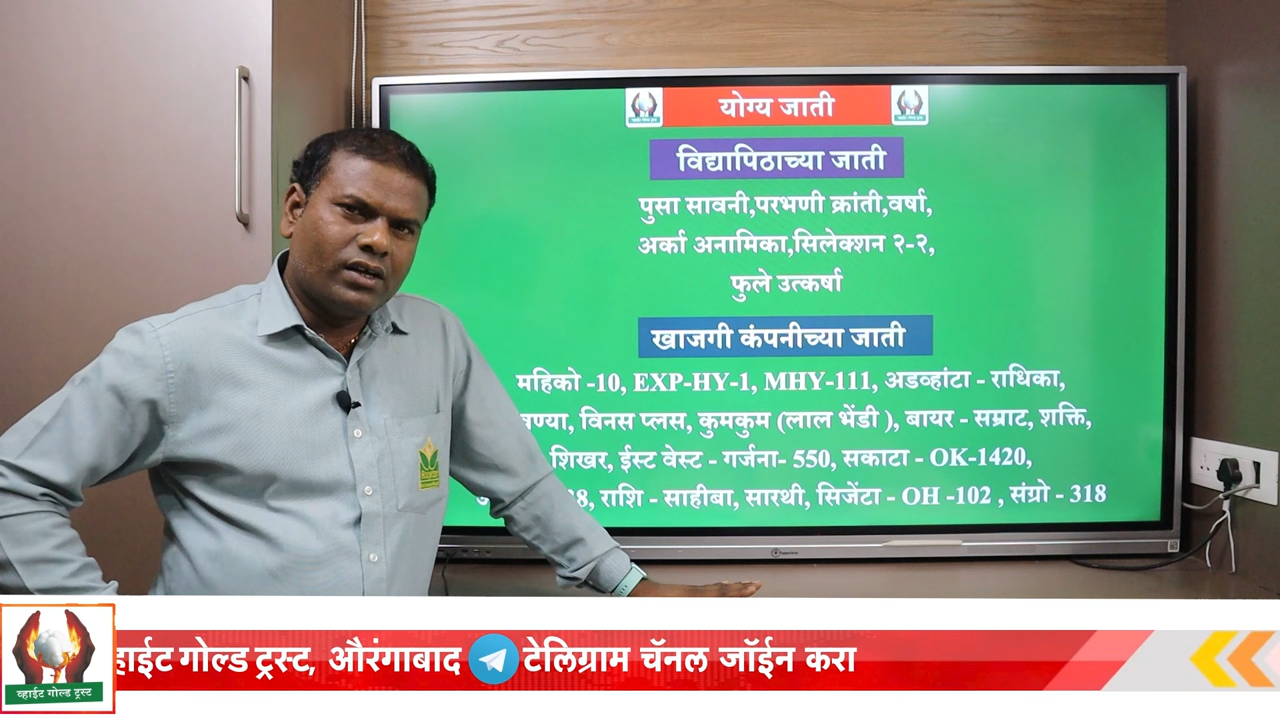 योग्य जाती
विद्यापिठाच्या जाती
पुसा सावनी,परभणी क्रांती,वर्षा,
अर्का अनामिका,सिलेक्शन २-२,
फुले उत्कर्षा
खाजगी कंपनीच्या जाती
महिको -10, EXP-HY-1, MHY-111, अडव्हांटा - राधिका,
विनस प्लस, कुमकुम (लाल भेंडी ), बायर - सम्राट, शक्ति,
शिखर, ईस्ट वेस्ट - गर्जना- 550, सकाटा - OK-1420,
राशि - साहीबा, सारथी, सिजेंटा - OH -102 , संग्रो - 318
व्हाईट गोल्ड ट्रस्ट, औरंगाबाद टेलिग्राम चॅनल जॉईन करा
व्हाईट गोल्ड ट्रस्ट